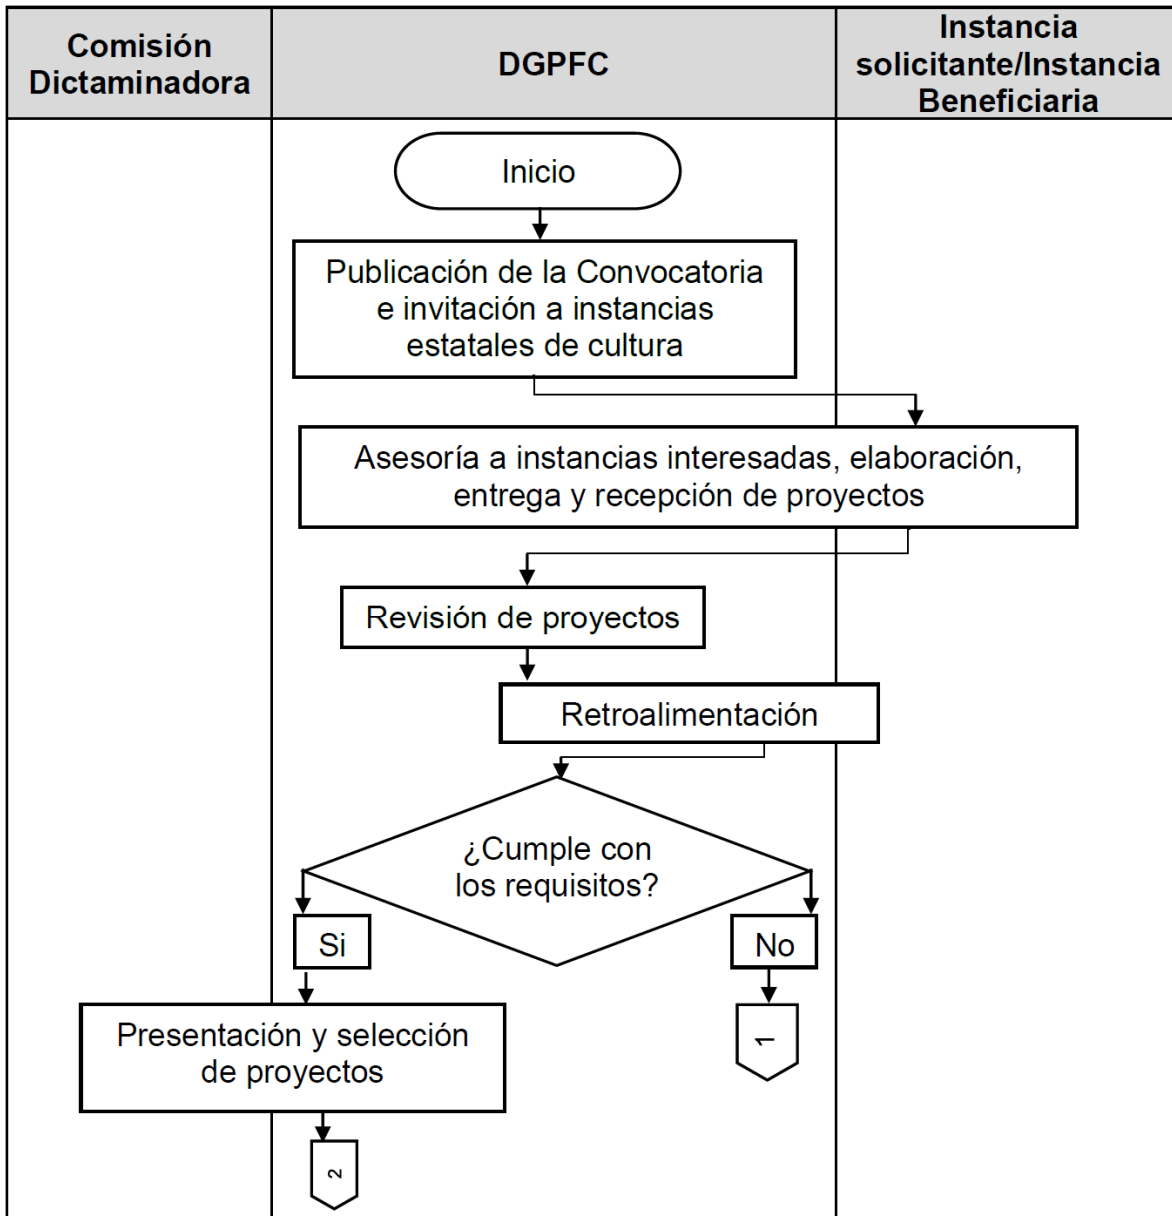 Comisión
Dictaminadora
DGPFC
Instancia
solicitante/Instancia
Beneficiaria
Inicio
Publicación de la Convocatoria
e invitación a instancias
estatales de cultura
Asesoría a instancias interesadas, elaboración,
entrega y recepción de proyectos
Revisión de proyectos
Retroalimentación
¿Cumple con
los requisitos?
Si
No
Presentación y selección
de proyectos
1
2